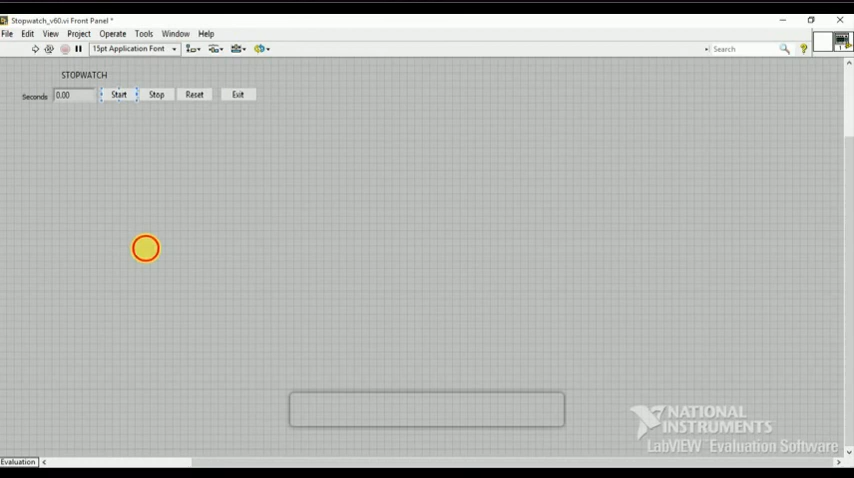 Stopwatch_v60.vi Front Panel *
File Edit View Project Operate Tools Window Help
15pt Application Font
Search
?
STOPWATCH
Seconds 0.00 Start Stop Reset Exit
NATIONAL
INSTRUMENTS
LabVIEW Evaluation Software
Evaluation